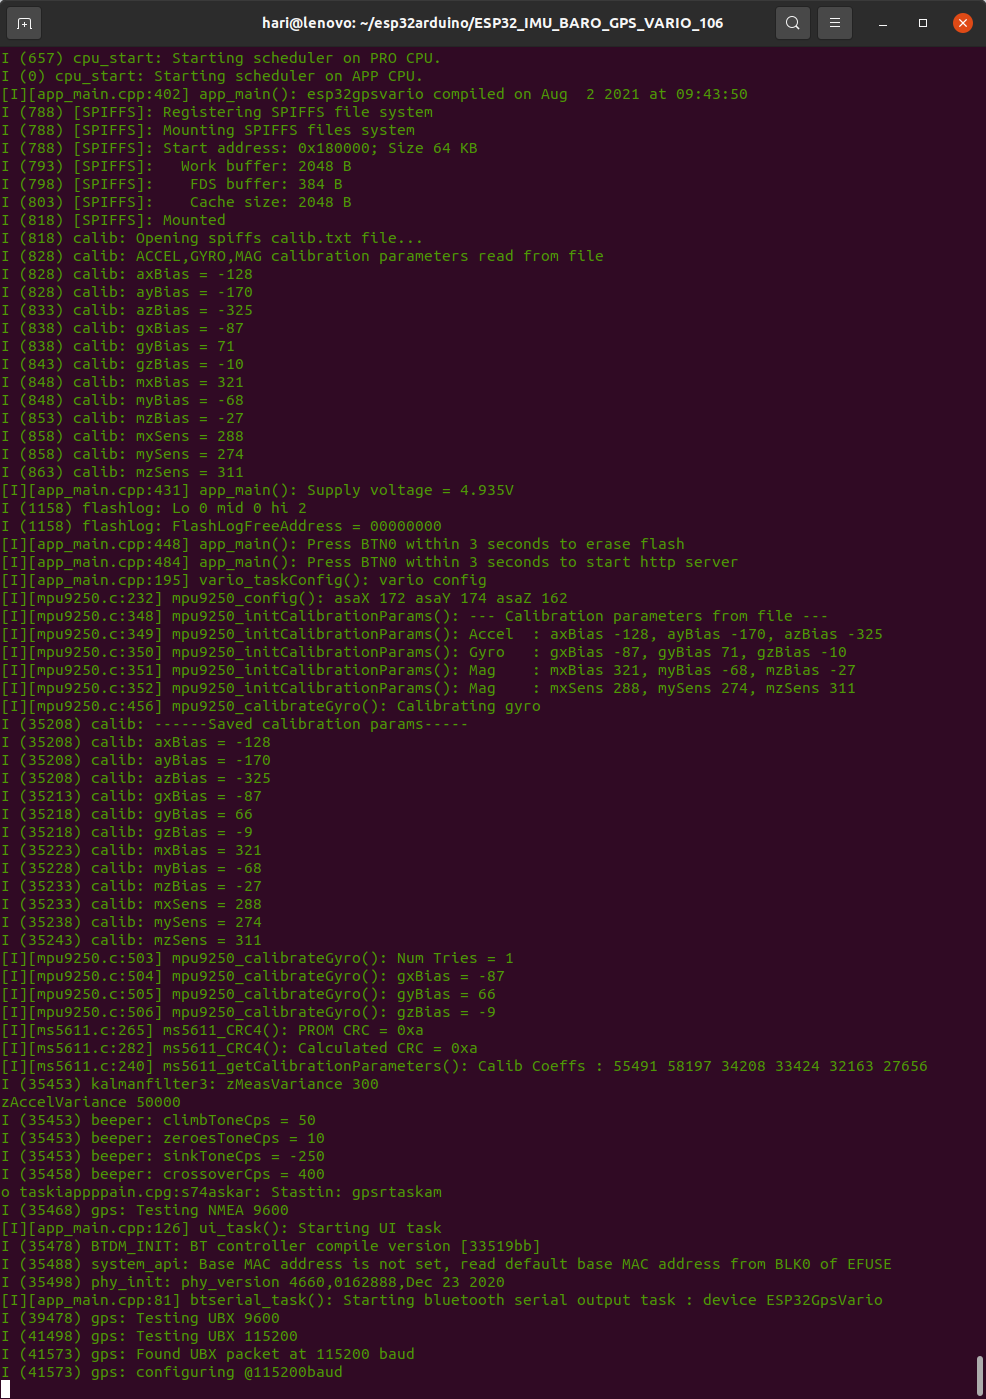 hari@lenovo: ~/esp32arduino/ESP32_IMU_BARO_GPS_VARIO_106
I (657) cpu_start: Starting scheduler on PRO CPU.
I (0) cpu_start: Starting scheduler on APP CPU.
[I][app_main.cpp:402] app_main(): esp32gpsvario compiled on Aug  2 2021 at 09:43:50
I (788) [SPIFFS]: Registering SPIFFS file system
I (788) [SPIFFS]: Mounting SPIFFS files system
I (788) [SPIFFS]: Start address: 0x180000; Size 64 KB
I (793) [SPIFFS]:   Work buffer: 2048 B
I (798) [SPIFFS]:    FDS buffer: 384 B
I (803) [SPIFFS]:    Cache size: 2048 B
I (818) [SPIFFS]: Mounted
I (818) calib: Opening spiffs calib.txt file...
I (828) calib: ACCEL,GYRO,MAG calibration parameters read from file
I (828) calib: axBias = -128
I (828) calib: ayBias = -170
I (833) calib: azBias = -325
I (838) calib: gxBias = -87
I (838) calib: gyBias = 71
I (843) calib: gzBias = -10
I (848) calib: mxBias = 321
I (848) calib: myBias = -68
I (853) calib: mzBias = -27
I (858) calib: mxSens = 288
I (858) calib: mySens = 274
I (863) calib: mzSens = 311
[I][app_main.cpp:431] app_main(): Supply voltage = 4.935V
I (1158) flashlog: Lo 0 mid 0 hi 2
I (1158) flashlog: FlashLogFreeAddress = 00000000
[I][app_main.cpp:448] app_main(): Press BTN0 within 3 seconds to erase flash
[I][app_main.cpp:484] app_main(): Press BTN0 within 3 seconds to start http server
[I][app_main.cpp:195] vario_taskConfig(): vario config
[I][mpu9250.c:232] mpu9250_config(): asaX 172 asaY 174 asaZ 162
[I][mpu9250.c:348] mpu9250_initCalibrationParams(): --- Calibration parameters from file ---
[I][mpu9250.c:349] mpu9250_initCalibrationParams(): Accel  : axBias -128, ayBias -170, azBias -325
[I][mpu9250.c:350] mpu9250_initCalibrationParams(): Gyro   : gxBias -87, gyBias 71, gzBias -10
[I][mpu9250.c:351] mpu9250_initCalibrationParams(): Mag    : mxBias 321, myBias -68, mzBias -27
[I][mpu9250.c:352] mpu9250_initCalibrationParams(): Mag    : mxSens 288, mySens 274, mzSens 311
[I][mpu9250.c:456] mpu9250_calibrateGyro(): Calibrating gyro
I (35208) calib: ------Saved calibration params-----
I (35208) calib: axBias = -128
I (35208) calib: ayBias = -170
I (35208) calib: azBias = -325
I (35213) calib: gxBias = -87
I (35218) calib: gyBias = 66
I (35218) calib: gzBias = -9
I (35223) calib: mxBias = 321
I (35228) calib: myBias = -68
I (35233) calib: mzBias = -27
I (35233) calib: mxSens = 288
I (35238) calib: mySens = 274
I (35243) calib: mzSens = 311
[I][mpu9250.c:503] mpu9250_calibrateGyro(): Num Tries = 1
[I][mpu9250.c:504] mpu9250_calibrateGyro(): gxBias = -87
[I][mpu9250.c:505] mpu9250_calibrateGyro(): gyBias = 66
[I][mpu9250.c:506] mpu9250_calibrateGyro(): gzBias = -9
[I][ms5611.c:265] ms5611_CRC4(): PROM CRC = 0xa
[I][ms5611.c:282] ms5611_CRC4(): Calculated CRC = 0xa
[I][ms5611.c:240] ms5611_getCalibrationParameters(): Calib Coeffs : 55491 58197 34208 33424 32163 27656
I (35453) kalmanfilter3: zMeasVariance 300
zAccelVariance 50000
I (35453) beeper: climbToneCps = 50
I (35453) beeper: zeroesToneCps = 10
I (35453) beeper: sinkToneCps = -250
I (35458) beeper: crossoverCps = 400
o taskiappppain.cpg:s74askar: Stastin: gpsrtaskam
I (35468) gps: Testing NMEA 9600
[I][app_main.cpp:126] ui_task(): Starting UI task
I (35478) BTDM_INIT: BT controller compile version [33519bb]
I (35488) system_api: Base MAC address is not set, read default base MAC address from BLK0 of EFUSE
I (35498) phy_init: phy_version 4660,0162888,Dec 23 2020
[I][app_main.cpp:81] btserial_task(): Starting bluetooth serial output task : device ESP32GpsVario
I (39478) gps: Testing UBX 9600
I (41498) gps: Testing UBX 115200
I (41573) gps: Found UBX packet at 115200 baud
I (41573) gps: configuring @115200baud